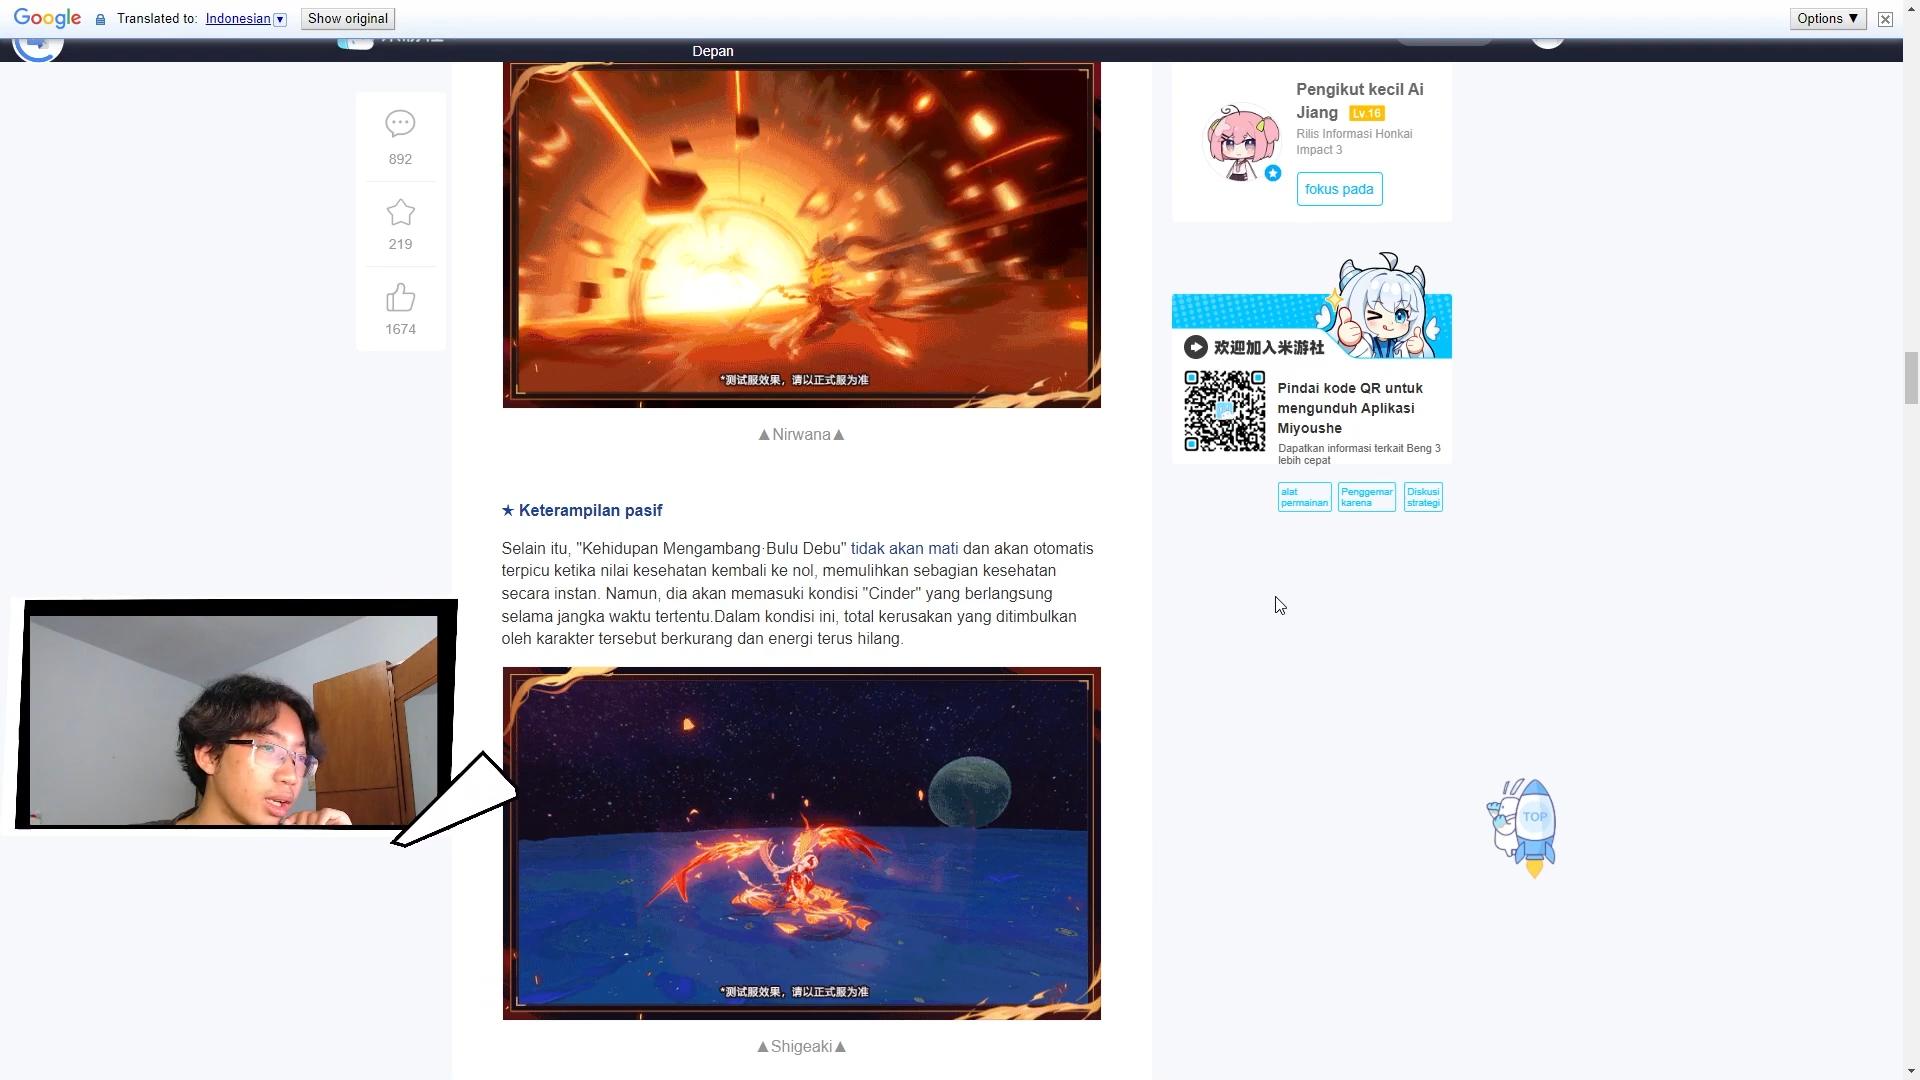 Google Translated to: Indonesian ▼ Show original Options ▼
Depan
892
219
1674
*测试服效果，请以正式服为准
▲Nirwana▲
★ Keterampilan pasif
Selain itu, "Kehidupan Mengambang·Bulu Debu" tidak akan mati dan akan otomatis
terpicu ketika nilai kesehatan kembali ke nol, memulihkan sebagian kesehatan
secara instan. Namun, dia akan memasuki kondisi "Cinder" yang berlangsung
selama jangka waktu tertentu.Dalam kondisi ini, total kerusakan yang ditimbulkan
oleh karakter tersebut berkurang dan energi terus hilang.
*测试服效果，请以正式服为准
▲Shigeaki▲
Pengikut kecil Ai
Jiang Lv.16
Rilis Informasi Honkai
Impact 3
fokus pada
欢迎加入米游社
Pindai kode QR untuk
mengunduh Aplikasi
Miyoushe
Dapatkan informasi terkait Beng 3
lebih cepat
alat
permainan
Penggemar
karena
Diskusi
strategi
TOP